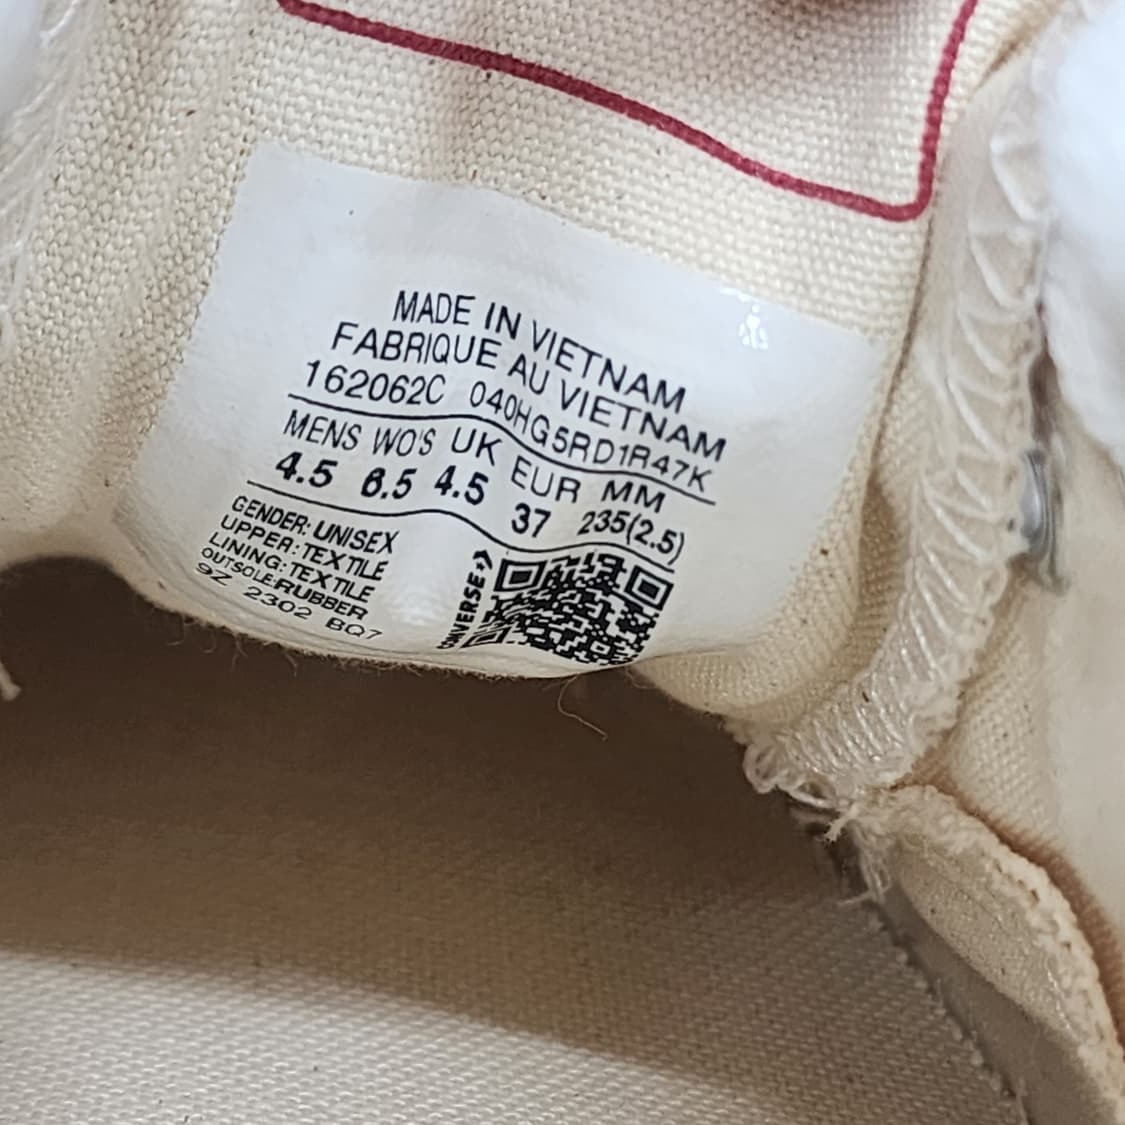 MADE IN VIETNAM
FABRIQUE AU VIETNAM
162062C 040HG5RD1R47K
MENS WO'S UK EUR MM
4.5 6.5 4.5 37 235(2.5)
GENDER: UNISEX
UPPER: TEXTILE
LINING: TEXTILE
OUTSOLE:RUBBER
9Z 2302 BQ7
CONVERSE